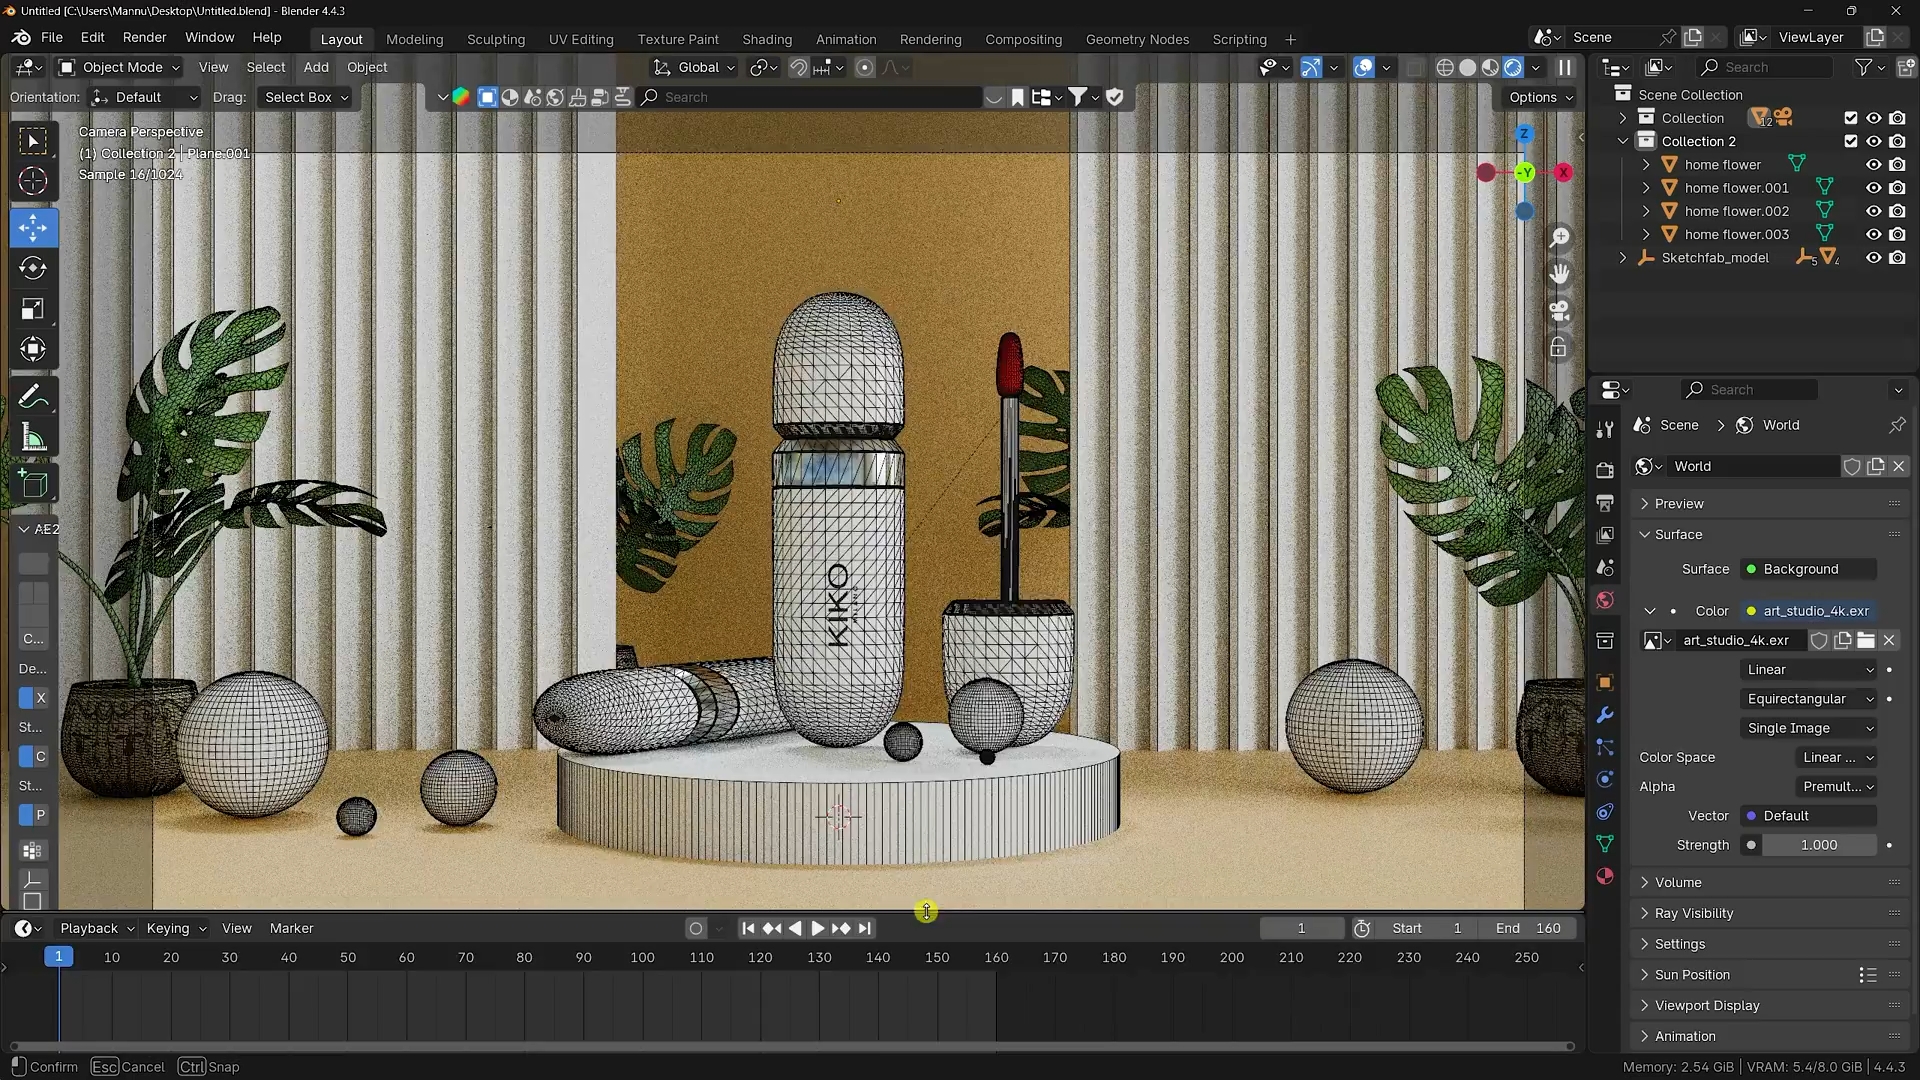 Untitled [C:\Users\Mannu\Desktop\Untitled.blend] - Blender 4.4.3
File Edit Render Window Help Layout Modeling Sculpting UV Editing Texture Paint Shading Animation Rendering Compositing Geometry Nodes Scripting + Scene ViewLayer
Object Mode View Select Add Object Global Search
Orientation: Default Drag: Select Box Search Options
Camera Perspective
(1) Collection 2 | Plane.001
Sample 16/1024
Z
-Y X
Scene Collection
Collection 12
Collection 2
home flower
home flower.001
home flower.002
home flower.003
Sketchfab_model 5 4
Search
Scene > World
World
Preview
Surface
Surface Background
Color art_studio_4k.exr
art_studio_4k.exr
Linear
Equirectangular
Single Image
Color Space Linear ...
Alpha Premult...
Vector Default
Strength 1.000
Volume
Ray Visibility
Settings
Sun Position
Viewport Display
Animation
AE2
C...
De...
X
St...
C
St...
P
KIKO
Playback Keying View Marker 1 Start 1 End 160
1 10 20 30 40 50 60 70 80 90 100 110 120 130 140 150 160 170 180 190 200 210 220 230 240 250
Confirm Esc Cancel Ctrl Snap
Memory: 2.54 GiB | VRAM: 5.4/8.0 GiB | 4.4.3